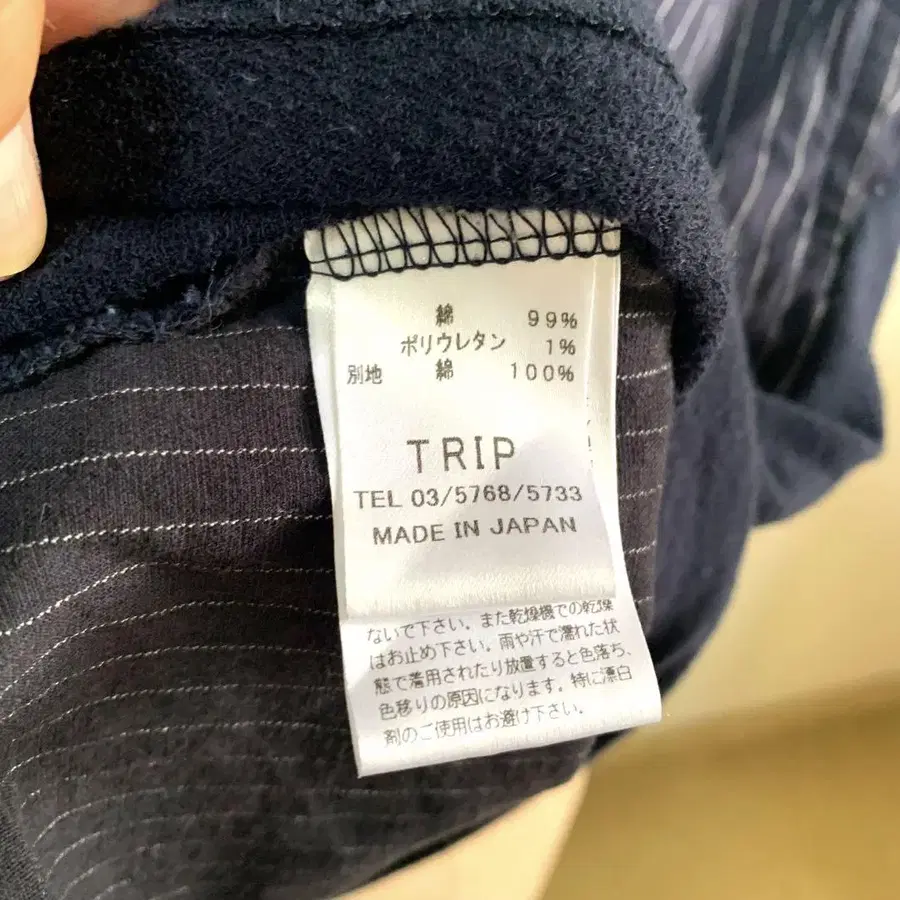 綿 99%
ポリウレタン 1%
別地 綿 100%
TRIP
TEL 03/5768/5733
MADE IN JAPAN
ないで下さい。また乾燥機での乾燥
はお止め下さい。雨や汗で濡れた状
態で着用されたり放置すると色落ち、
色移りの原因になります。特に漂白
剤のご使用はお避け下さい。